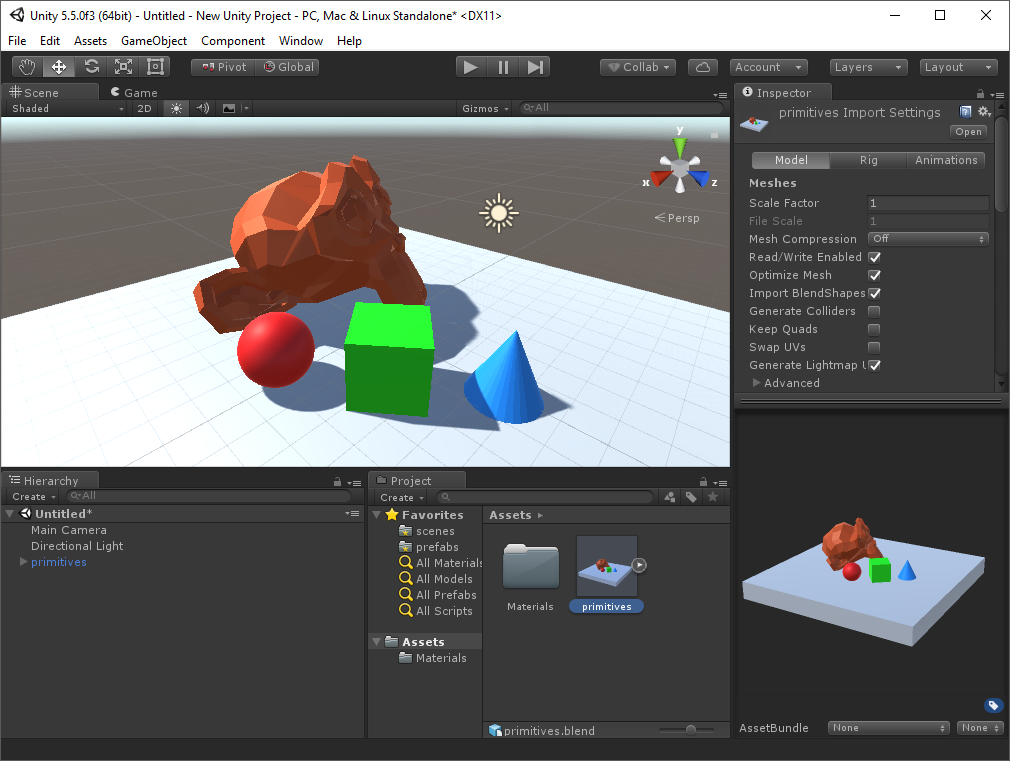 Unity 5.5.0f3 (64bit) - Untitled - New Unity Project - PC, Mac & Linux Standalone* <DX11>
File Edit Assets GameObject Component Window Help
Pivot Global Collab Account Layers Layout
Scene Game
Shaded 2D Gizmos All
y
x
z
Persp
Inspector
primitives Import Settings
Open
Model Rig Animations
Meshes
Scale Factor 1
File Scale 1
Mesh Compression Off
Read/Write Enabled
Optimize Mesh
Import BlendShapes
Generate Colliders
Keep Quads
Swap UVs
Generate Lightmap U
Advanced
Hierarchy
Create All
Untitled*
Main Camera
Directional Light
primitives
Project
Create
Favorites
scenes
prefabs
All Materials
All Models
All Prefabs
All Scripts
Assets
Materials
Assets
Materials
primitives
primitives.blend
AssetBundle None None